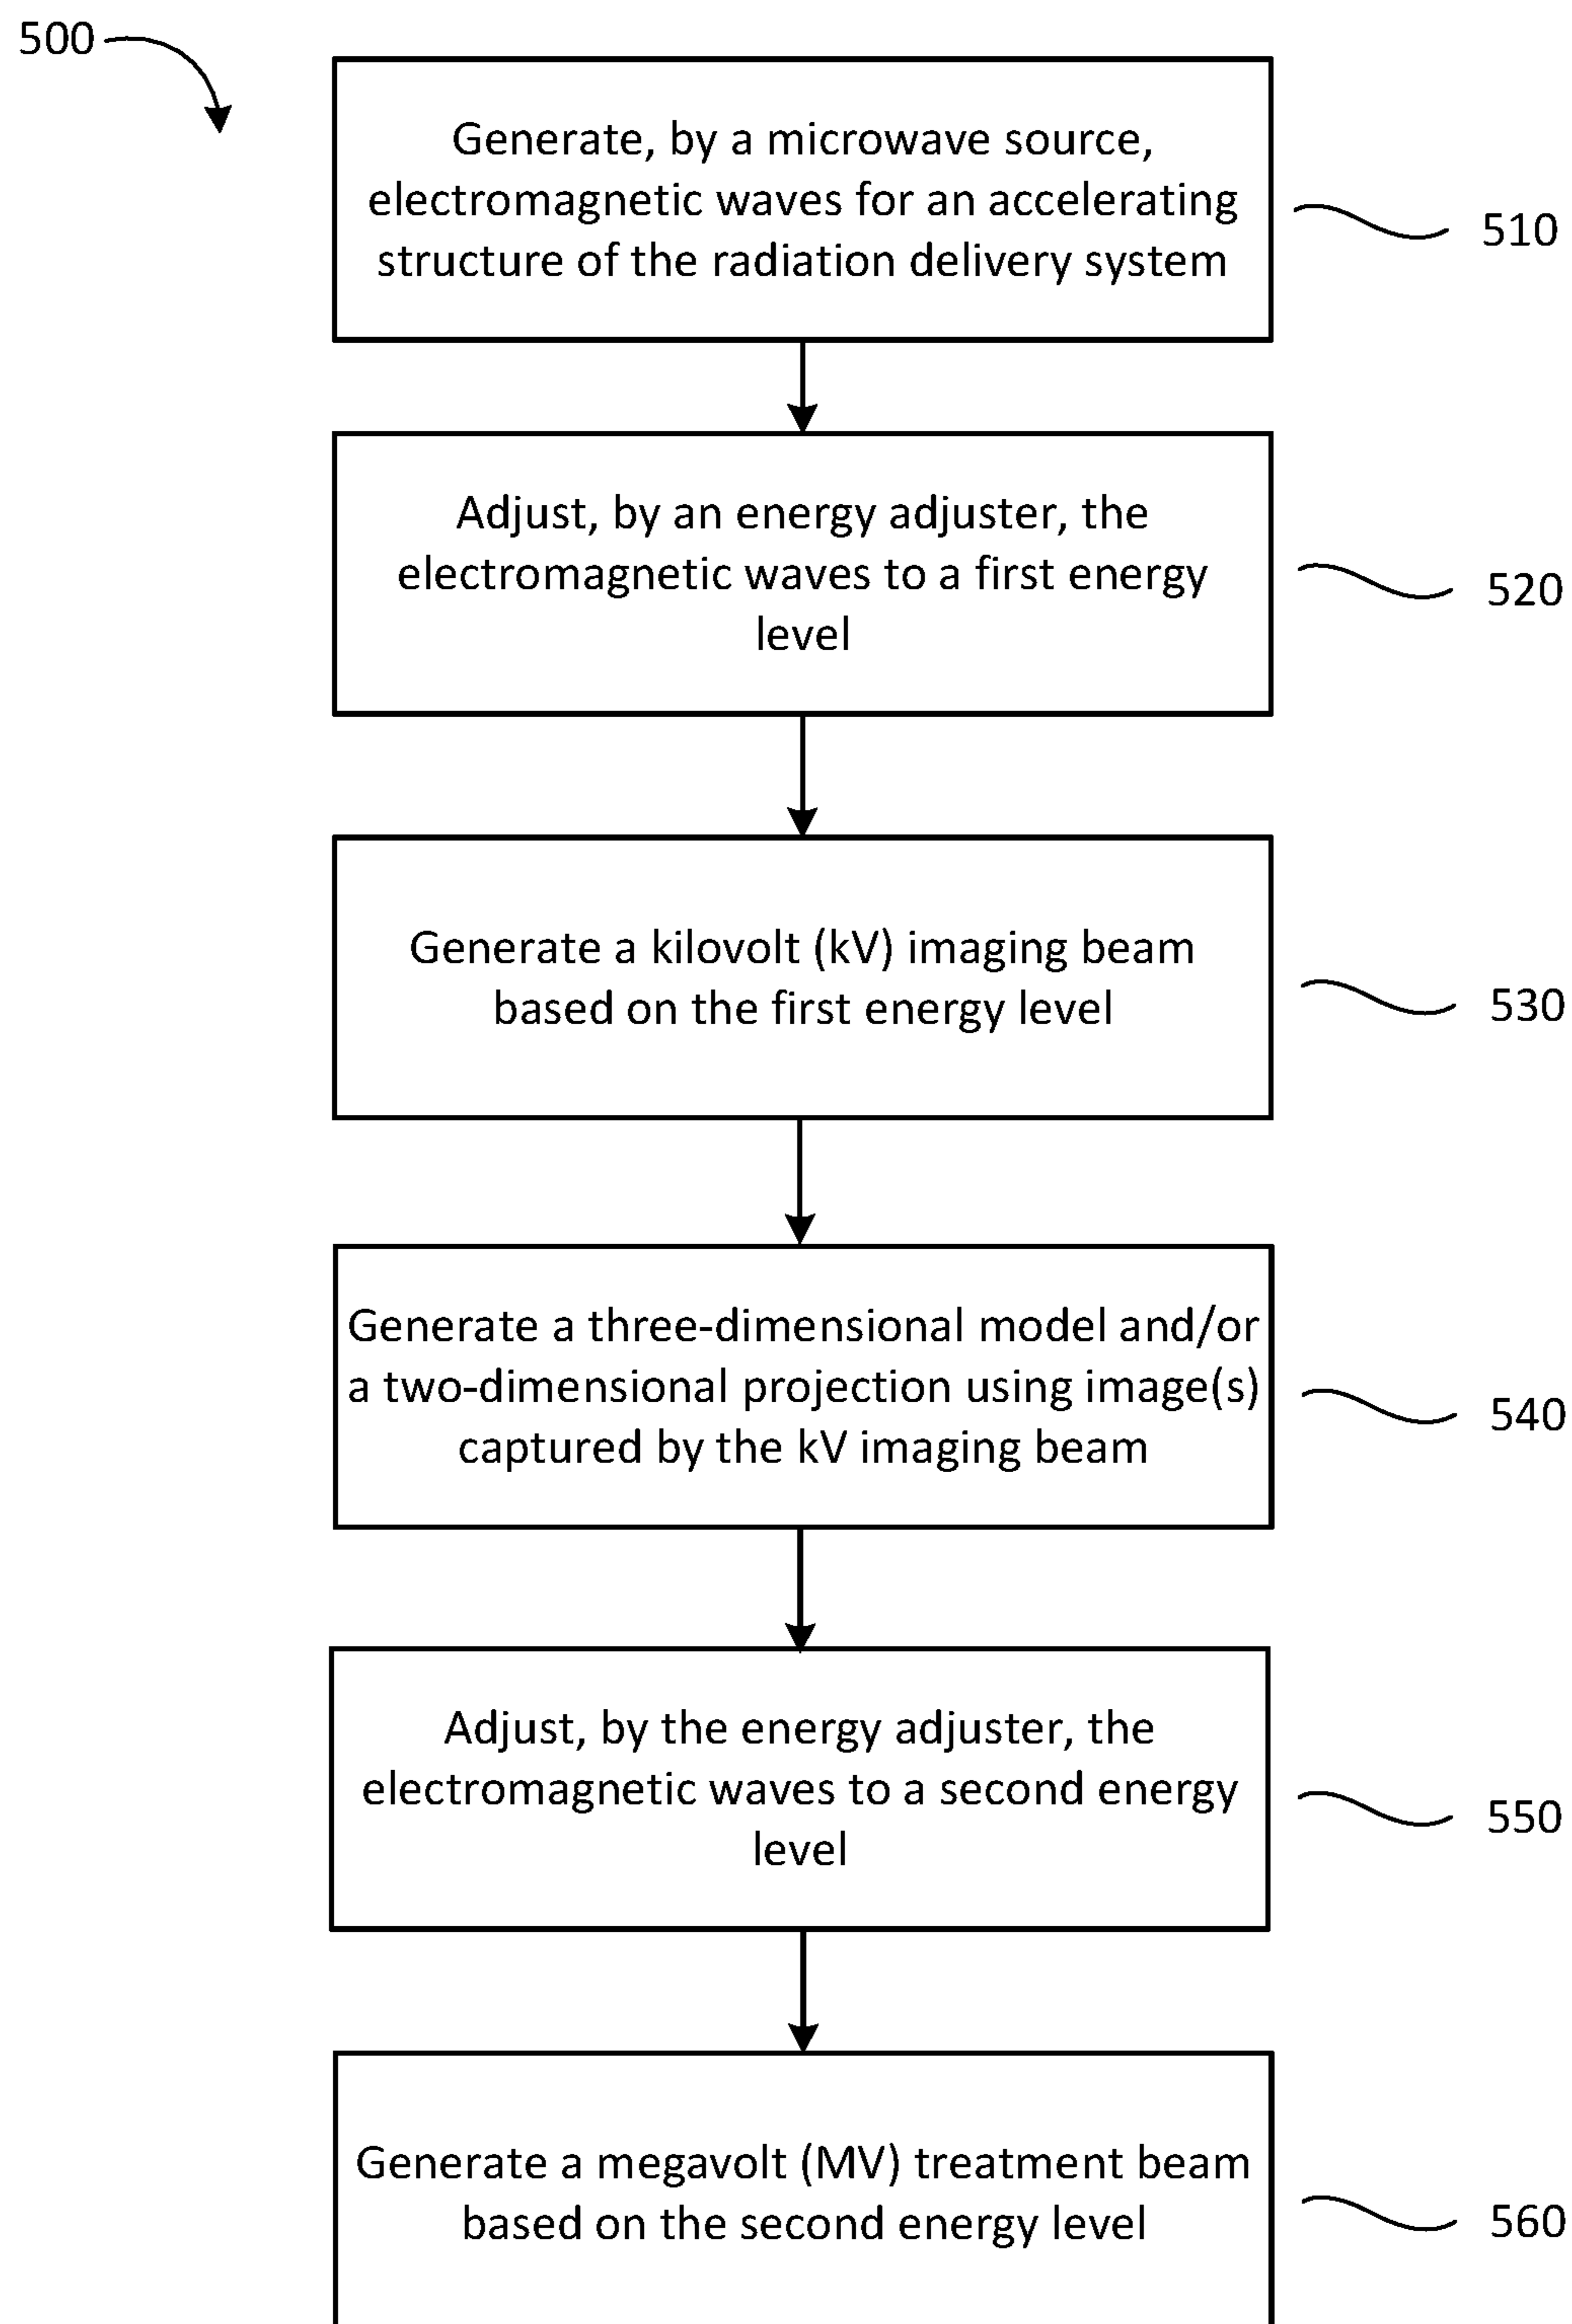 500
Generate, by a microwave source,
electromagnetic waves for an accelerating
structure of the radiation delivery system
510
Adjust, by an energy adjuster, the
electromagnetic waves to a first energy
level
520
Generate a kilovolt (kV) imaging beam
based on the first energy level
530
Generate a three-dimensional model and/or
a two-dimensional projection using image(s)
captured by the kV imaging beam
540
Adjust, by the energy adjuster, the
electromagnetic waves to a second energy
level
550
Generate a megavolt (MV) treatment beam
based on the second energy level
560